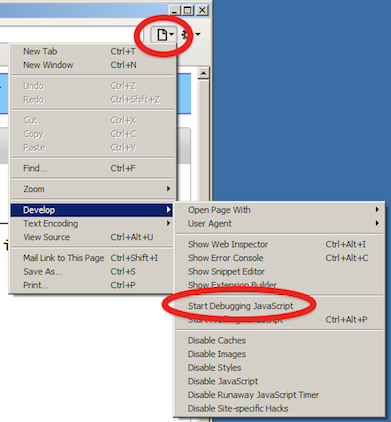 New Tab Ctrl+T
New Window Ctrl+N
Undo Ctrl+Z
Redo Ctrl+Shift+Z
Cut Ctrl+X
Copy Ctrl+C
Paste Ctrl+V
Find... Ctrl+F
Zoom
Develop
Text Encoding
View Source Ctrl+Alt+U
Mail Link to This Page Ctrl+Shift+I
Save As... Ctrl+S
Print... Ctrl+P
Open Page With
User Agent
Show Web Inspector Ctrl+Alt+I
Show Error Console Ctrl+Alt+C
Show Snippet Editor
Show Extension Builder
Start Debugging JavaScript
Ctrl+Alt+P
Disable Caches
Disable Images
Disable Styles
Disable JavaScript
Disable Runaway JavaScript Timer
Disable Site-specific Hacks